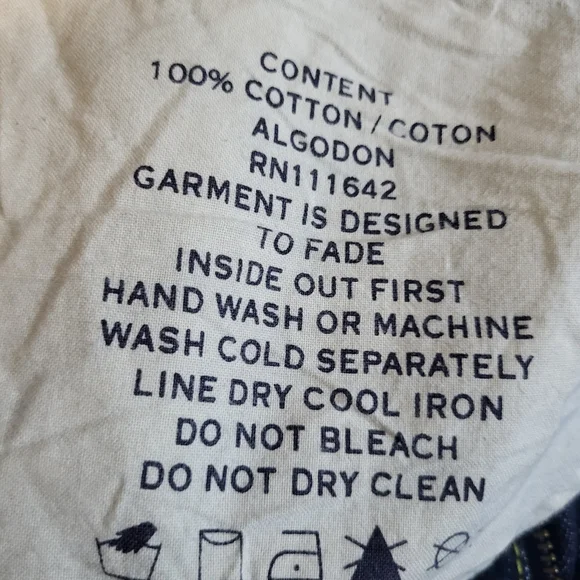 CONTENT
100% COTTON / COTON
ALGODON
RN111642
GARMENT IS DESIGNED
TO FADE
INSIDE OUT FIRST
HAND WASH OR MACHINE
WASH COLD SEPARATELY
LINE DRY COOL IRON
DO NOT BLEACH
DO NOT DRY CLEAN